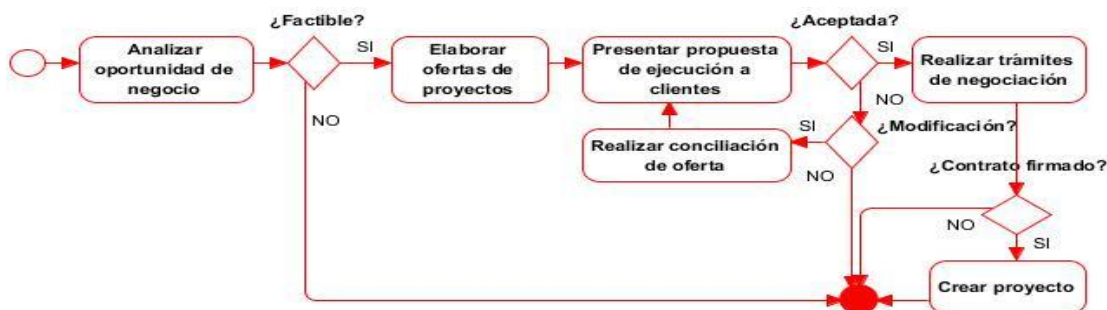 ¿Factible?
Analizar
oportunidad de
negocio
SI
NO
Elaborar
ofertas de
proyectos
Presentar propuesta
de ejecución a
clientes
¿Aceptada?
SI
NO
Realizar trámites
de negociación
¿Modificación?
SI
NO
Realizar conciliación
de oferta
¿Contrato firmado?
NO
SI
Crear proyecto